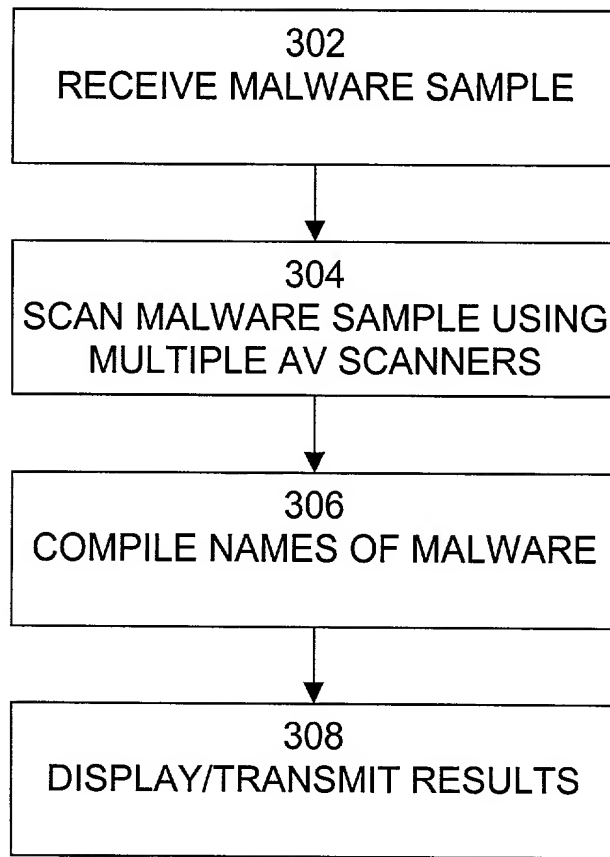 302
RECEIVE MALWARE SAMPLE
304
SCAN MALWARE SAMPLE USING
MULTIPLE AV SCANNERS
306
COMPILE NAMES OF MALWARE
308
DISPLAY/TRANSMIT RESULTS